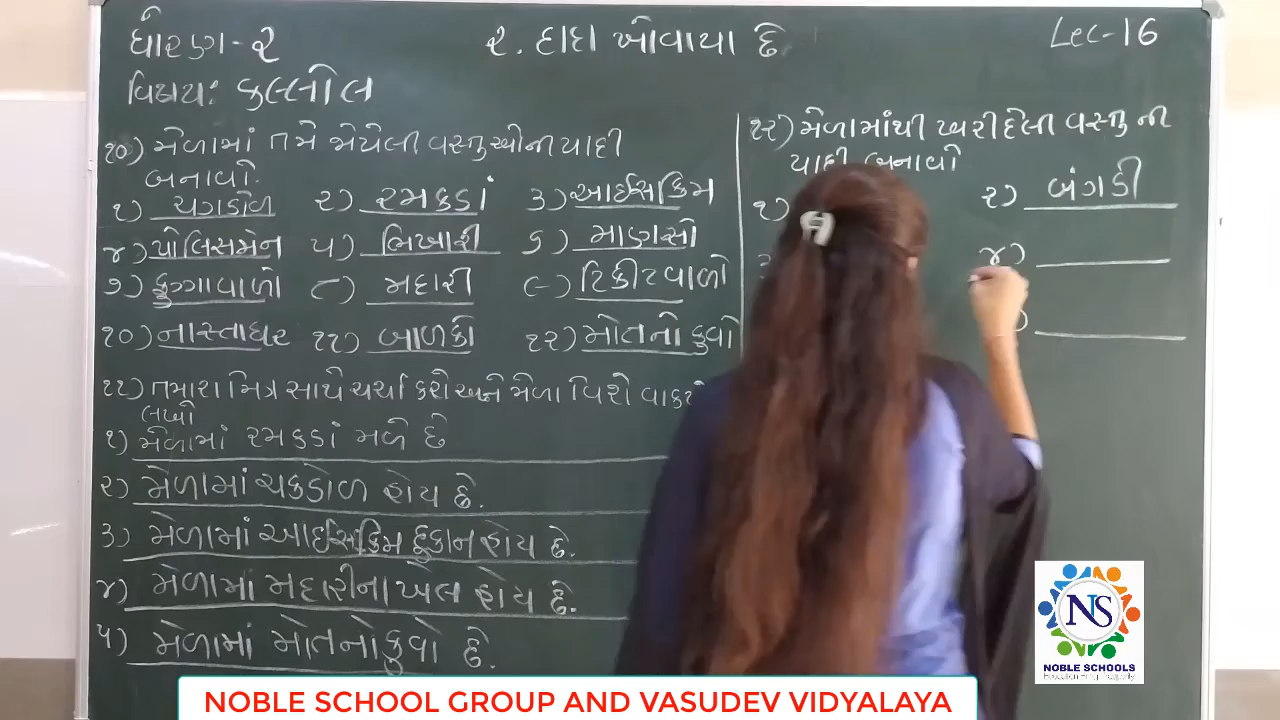 ધોરણ-૨
૨. દાદા ખોવાયા છે
Lec-16
વિષય: કલ્લોલ
૧૦) મેળામાં તમે જોયેલી વસ્તુઓની યાદી
બનાવો.
૧) ચગડોળ ૨) રમકડાં ૩) આઈસક્રિમ
૪) પોલિસમેન ૫) ભિખારી ૬) માણસો
૭) ફુગ્ગાવાળો ૮) મદારી ૯) ટિકીટવાળો
૧૦) નાસ્તાઘર ૧૧) બાળકો ૧૨) મોતનો કુવો
૧૧) તમારા મિત્ર સાથે ચર્ચા કરો અને મેળા વિશે
લખો
૧) મેળામાં રમકડાં મળે છે
૨) મેળામાં ચકડોળ હોય છે.
૩) મેળામાં આઈસક્રિમ દુકાન હોય છે.
૪) મેળામાં મદારીના ખેલ હોય છે.
૫) મેળામાં મોતનો કુવો છે.
૧૨) મેળામાંથી ખરીદેલી વસ્તુની
યાદી બનાવો
૧) ૨) બંગડી
૪)
NS
NOBLE SCHOOLS
NOBLE SCHOOL GROUP AND VASUDEV VIDYALAYA